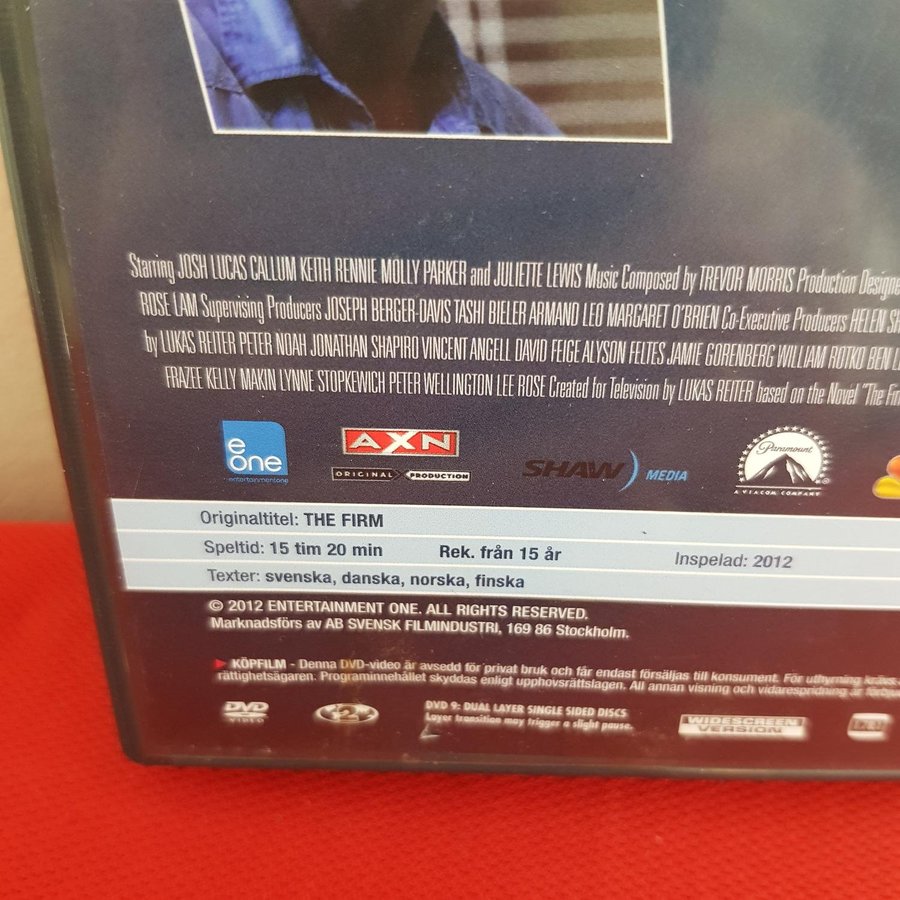 Starring JOSH LUCAS CALLUM KEITH RENNIE MOLLY PARKER and JULIETTE LEWIS Music Composed by TREVOR MORRIS Production Designe
ROSE LAM Supervising Producers JOSEPH BERGER-DAVIS TASHI BIELER ARMAND LEO MARGARET O'BRIEN Co-Executive Producers HELEN SH
by LUKAS REITER PETER NOAH JONATHAN SHAPIRO VINCENT ANGELL DAVID FEIGE ALYSON FELTES JAMIE GORENBERG WILLIAM ROTKO BEN L
FRAZEE KELLY MAKIN LYNNE STOPKEWICH PETER WELLINGTON LEE ROSE Created for Television by LUKAS REITER based on the Novel "The Fir
e one
entertainmentone
AXN
ORIGINAL PRODUCTION
SHAW MEDIA
Paramount
A VIACOM COMPANY
Originaltitel: THE FIRM
Speltid: 15 tim 20 min Rek. från 15 år Inspelad: 2012
Texter: svenska, danska, norska, finska
© 2012 ENTERTAINMENT ONE. ALL RIGHTS RESERVED.
Marknadsförs av AB SVENSK FILMINDUSTRI, 169 86 Stockholm.
KÖPFILM - Denna DVD-video är avsedd för privat bruk och får endast försäljas till konsument. För uthyrning krävs
rättighetsägaren. Programinnehållet skyddas enligt upphovsrättslagen. All annan visning och vidarespridning är förbju
DVD VIDEO
2
DVD 9: DUAL LAYER SINGLE SIDED DISCS
Layer transition may trigger a slight pause.
WIDESCREEN VERSION